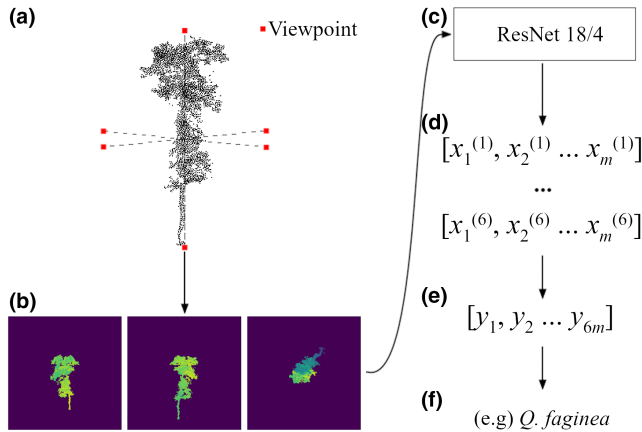 (a)
Viewpoint
(b)
(c)
ResNet 18/4
(d)
[x₁⁽¹⁾, x₂⁽¹⁾ ... xₘ⁽¹⁾]
...
[x₁⁽⁶⁾, x₂⁽⁶⁾ ... xₘ⁽⁶⁾]
(e)
[y₁, y₂ ... y₆ₘ]
(f)
(e.g) Q. faginea